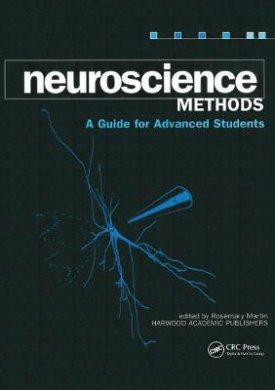 neuroscience
METHODS
A Guide for Advanced Students
edited by Rosemary Martin
HARWOOD ACADEMIC PUBLISHERS
CRC Press
Taylor & Francis Group